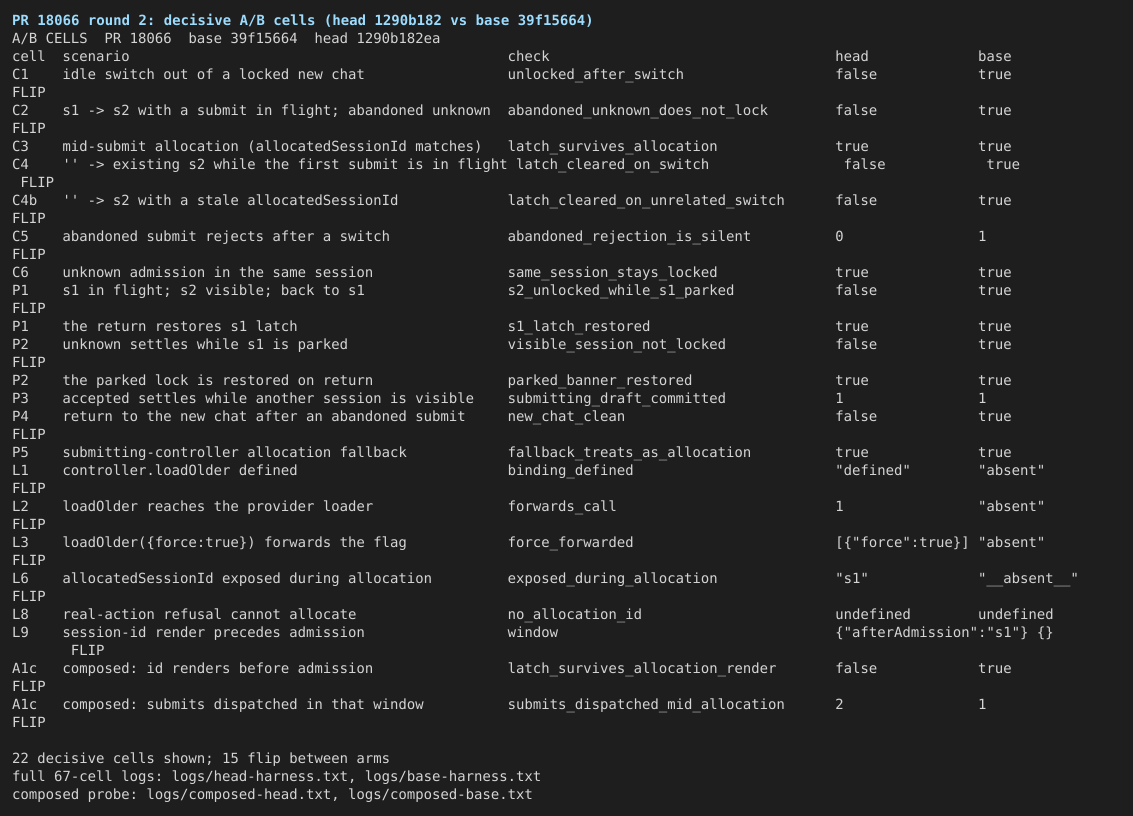 PR 18066 round 2: decisive A/B cells (head 1290b182 vs base 39f15664)
A/B CELLS  PR 18066  base 39f15664  head 1290b182ea
cell  scenario  check  head  base
C1  idle switch out of a locked new chat  unlocked_after_switch  false  true
FLIP
C2  s1 -> s2 with a submit in flight; abandoned unknown  abandoned_unknown_does_not_lock  false  true
FLIP
C3  mid-submit allocation (allocatedSessionId matches)  latch_survives_allocation  true  true
C4  '' -> existing s2 while the first submit is in flight latch_cleared_on_switch  false  true
FLIP
C4b  '' -> s2 with a stale allocatedSessionId  latch_cleared_on_unrelated_switch  false  true
FLIP
C5  abandoned submit rejects after a switch  abandoned_rejection_is_silent  0  1
FLIP
C6  unknown admission in the same session  same_session_stays_locked  true  true
P1  s1 in flight; s2 visible; back to s1  s2_unlocked_while_s1_parked  false  true
FLIP
P1  the return restores s1 latch  s1_latch_restored  true  true
P2  unknown settles while s1 is parked  visible_session_not_locked  false  true
FLIP
P2  the parked lock is restored on return  parked_banner_restored  true  true
P3  accepted settles while another session is visible  submitting_draft_committed  1  1
P4  return to the new chat after an abandoned submit  new_chat_clean  false  true
FLIP
P5  submitting-controller allocation fallback  fallback_treats_as_allocation  true  true
L1  controller.loadOlder defined  binding_defined  "defined"  "absent"
FLIP
L2  loadOlder reaches the provider loader  forwards_call  1  "absent"
FLIP
L3  loadOlder({force:true}) forwards the flag  force_forwarded  [{"force":true}] "absent"
FLIP
L6  allocatedSessionId exposed during allocation  exposed_during_allocation  "s1"  "__absent__"
FLIP
L8  real-action refusal cannot allocate  no_allocation_id  undefined  undefined
L9  session-id render precedes admission  window  {"afterAdmission":"s1"} {}
FLIP
A1c  composed: id renders before admission  latch_survives_allocation_render  false  true
FLIP
A1c  composed: submits dispatched in that window  submits_dispatched_mid_allocation  2  1
FLIP
22 decisive cells shown; 15 flip between arms
full 67-cell logs: logs/head-harness.txt, logs/base-harness.txt
composed probe: logs/composed-head.txt, logs/composed-base.txt